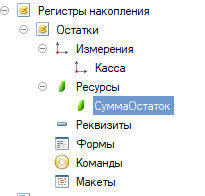 Регистры накопления
Остатки
Измерения
Касса
Ресурсы
СуммаОстаток
Реквизиты
Формы
Команды
Макеты